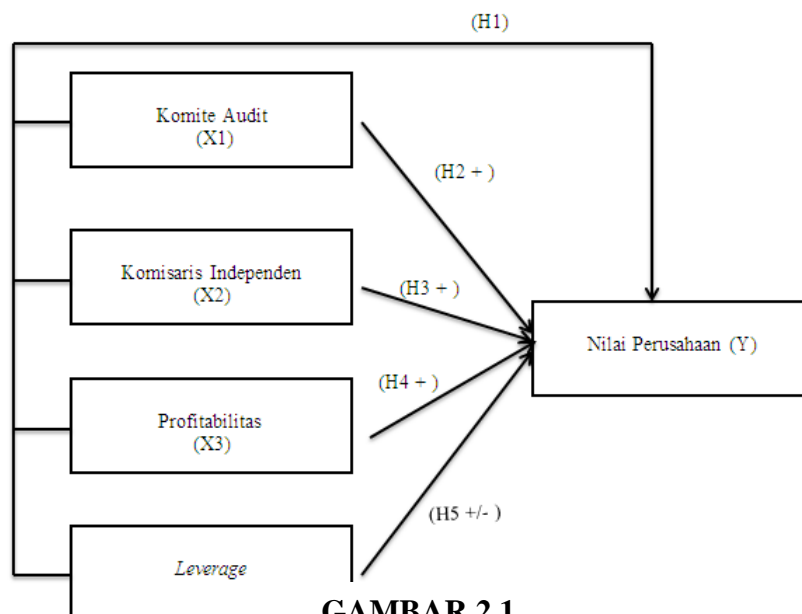 (H1)
Komite Audit
(X1)
(H2 + )
Komisaris Independen
(X2)
(H3 + )
Nilai Perusahaan (Y)
(H4 + )
Profitabilitas
(X3)
(H5 +/- )
Leverage
GAMBAR 2.1